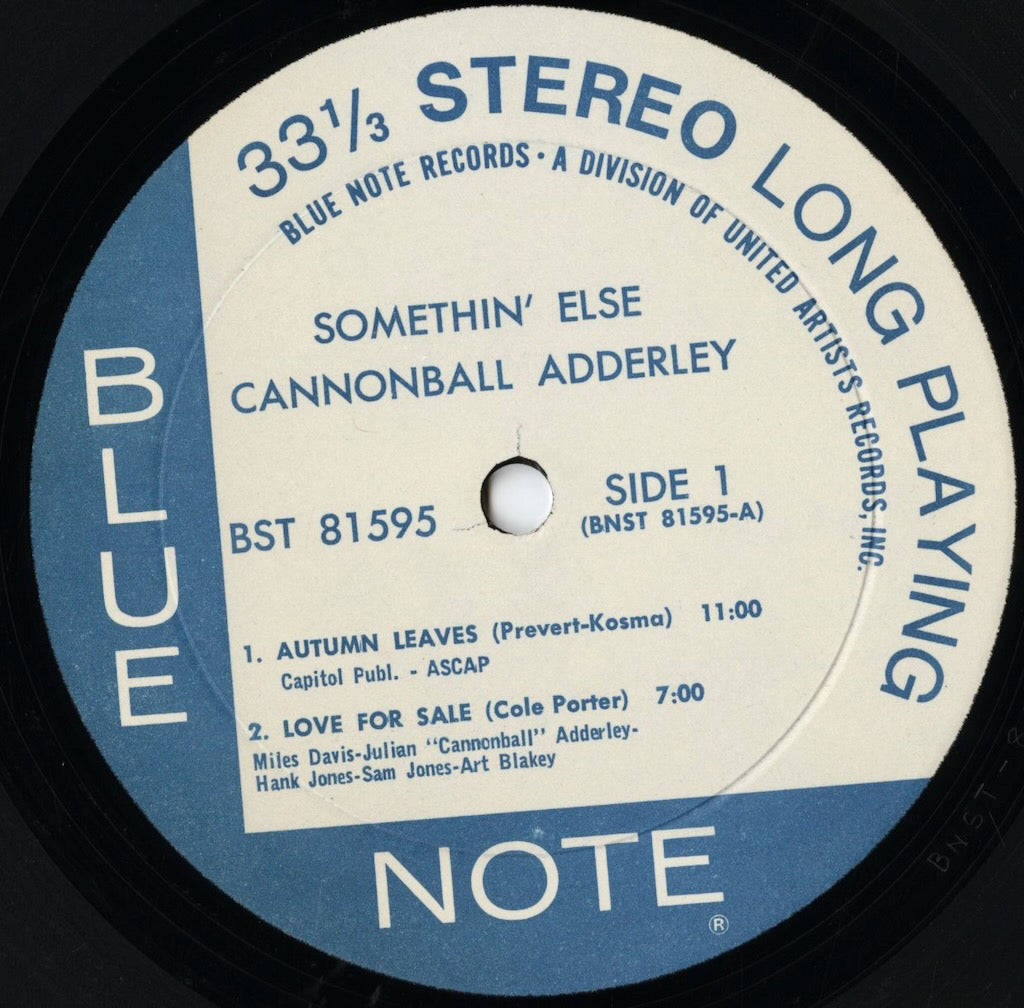 33⅓ STEREO LONG PLAYING
BLUE NOTE RECORDS · A DIVISION OF UNITED ARTISTS RECORDS, INC.
SOMETHIN' ELSE
CANNONBALL ADDERLEY
BST 81595
SIDE 1
(BNST 81595-A)
1. AUTUMN LEAVES (Prevert-Kosma) 11:00
Capitol Publ. - ASCAP
2. LOVE FOR SALE (Cole Porter) 7:00
Miles Davis-Julian "Cannonball" Adderley-
Hank Jones-Sam Jones-Art Blakey
BLUE
NOTE
®
BNST-8